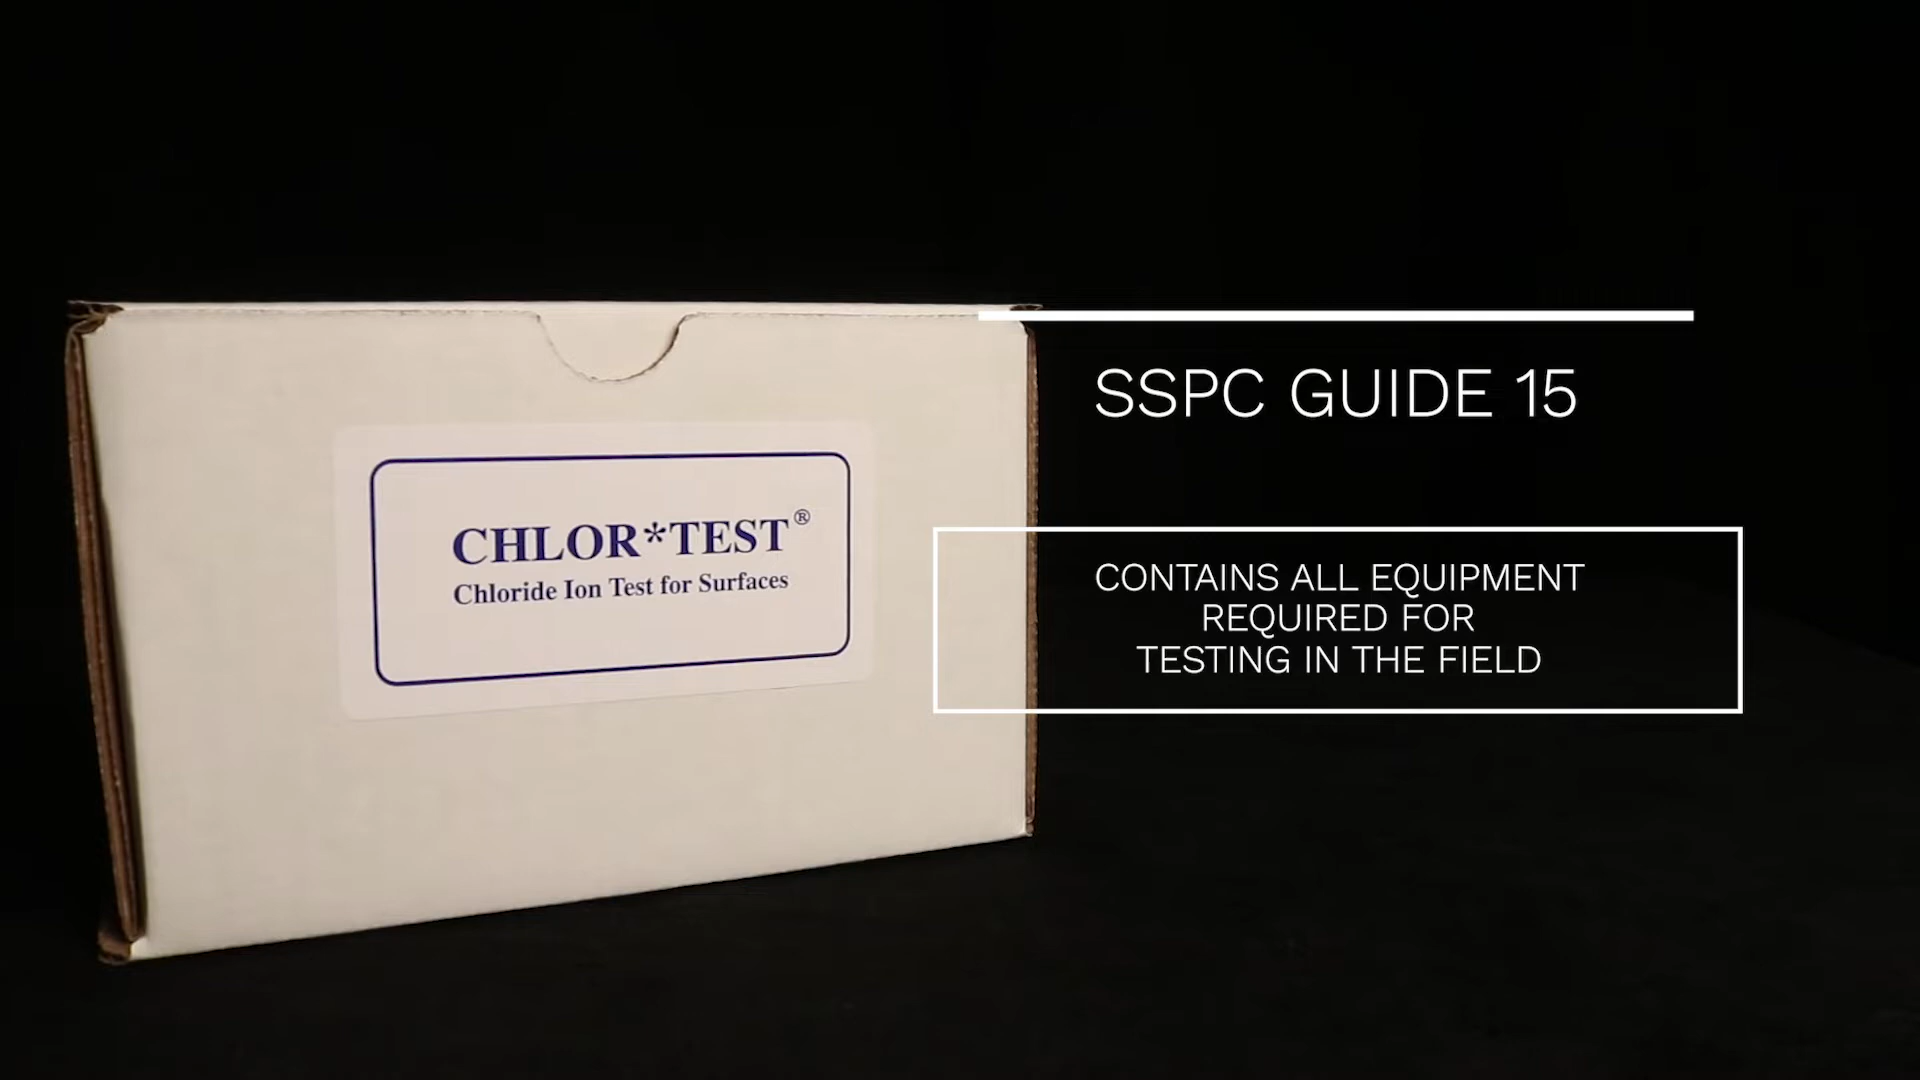 CHLOR*TEST®
Chloride Ion Test for Surfaces
SSPC GUIDE 15
CONTAINS ALL EQUIPMENT
REQUIRED FOR
TESTING IN THE FIELD